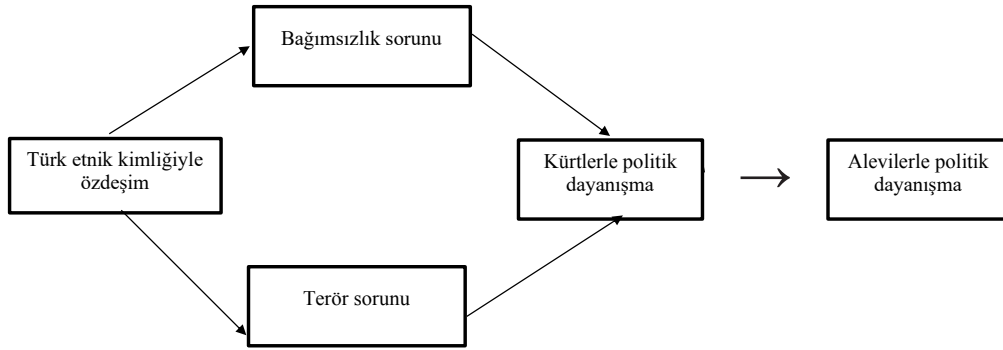 Bağımsızlık sorunu
Türk etnik kimliğiyle
özdeşim
Kürtlerle politik
dayanışma
Alevilerle politik
dayanışma
Terör sorunu